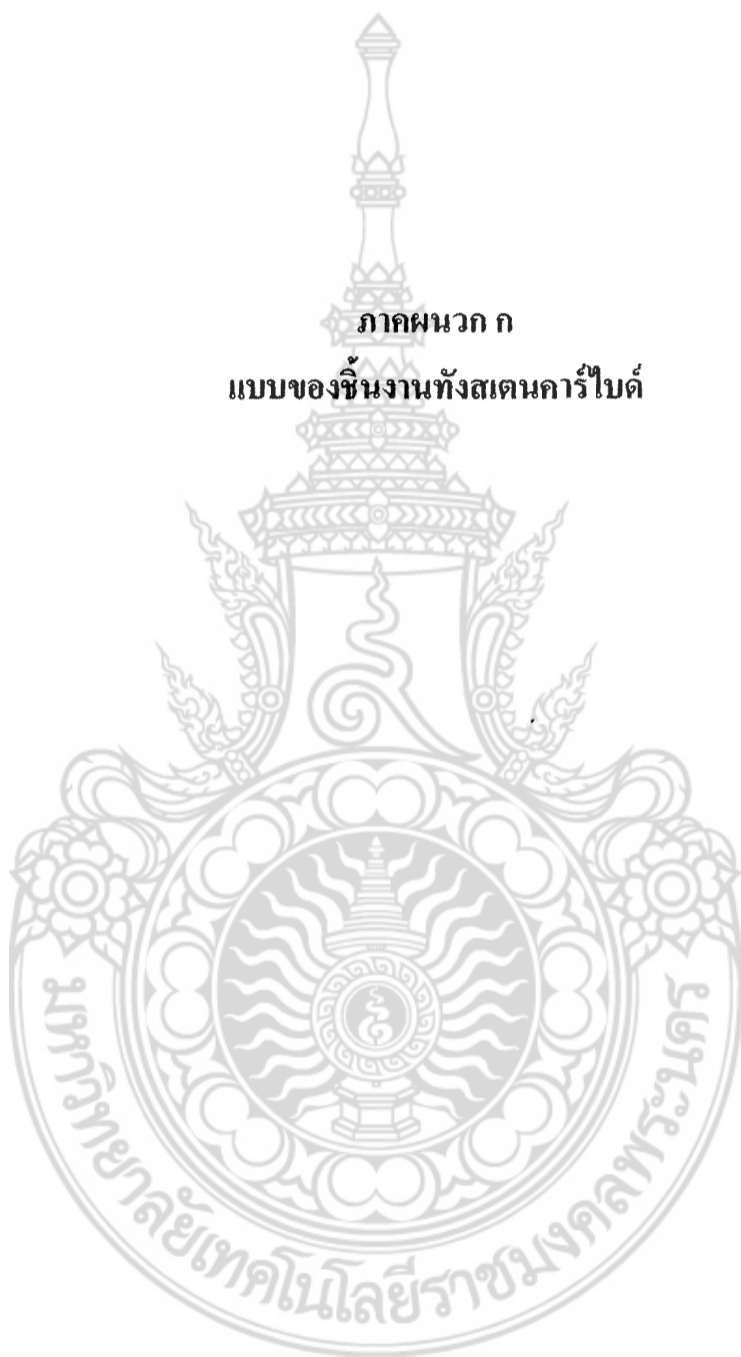 ภาคผนวก ก
แบบของชิ้นงานทังสเตนคาร์ไบด์
มหาวิทยาลัยเทคโนโลยีราชมงคลพระนคร